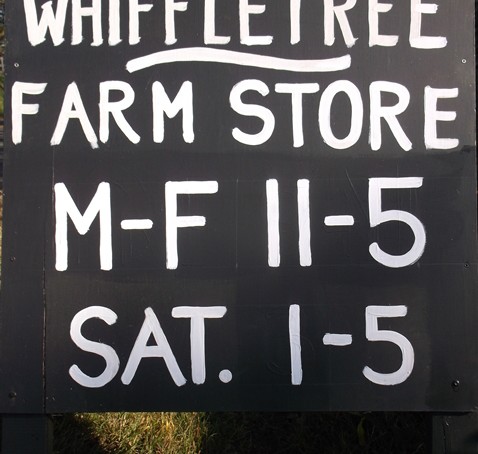 WHIFFLETREE
FARM STORE
M-F 11-5
SAT. 1-5